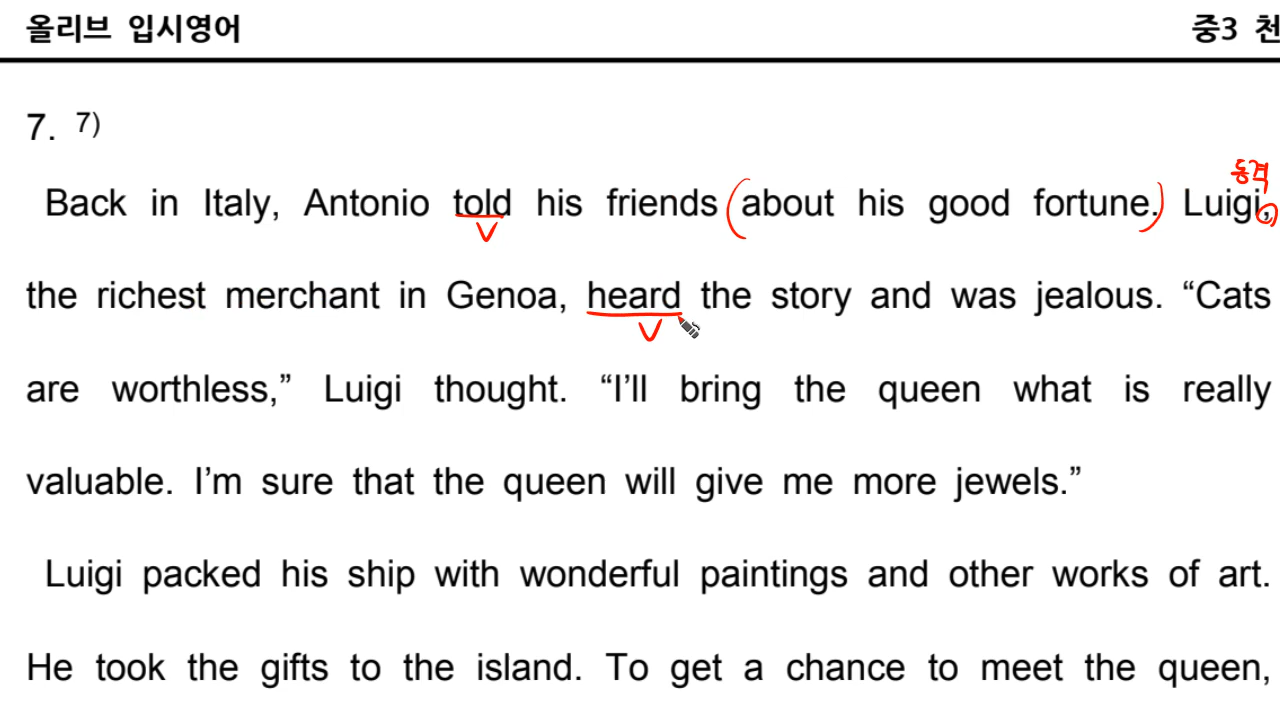 올리브 입시영어
중3 천
7. 7)
동격
Back in Italy, Antonio told his friends (about his good fortune.) Luigi,
V
the richest merchant in Genoa, heard the story and was jealous. “Cats
V
are worthless,” Luigi thought. “I’ll bring the queen what is really
valuable. I’m sure that the queen will give me more jewels.”
Luigi packed his ship with wonderful paintings and other works of art.
He took the gifts to the island. To get a chance to meet the queen,